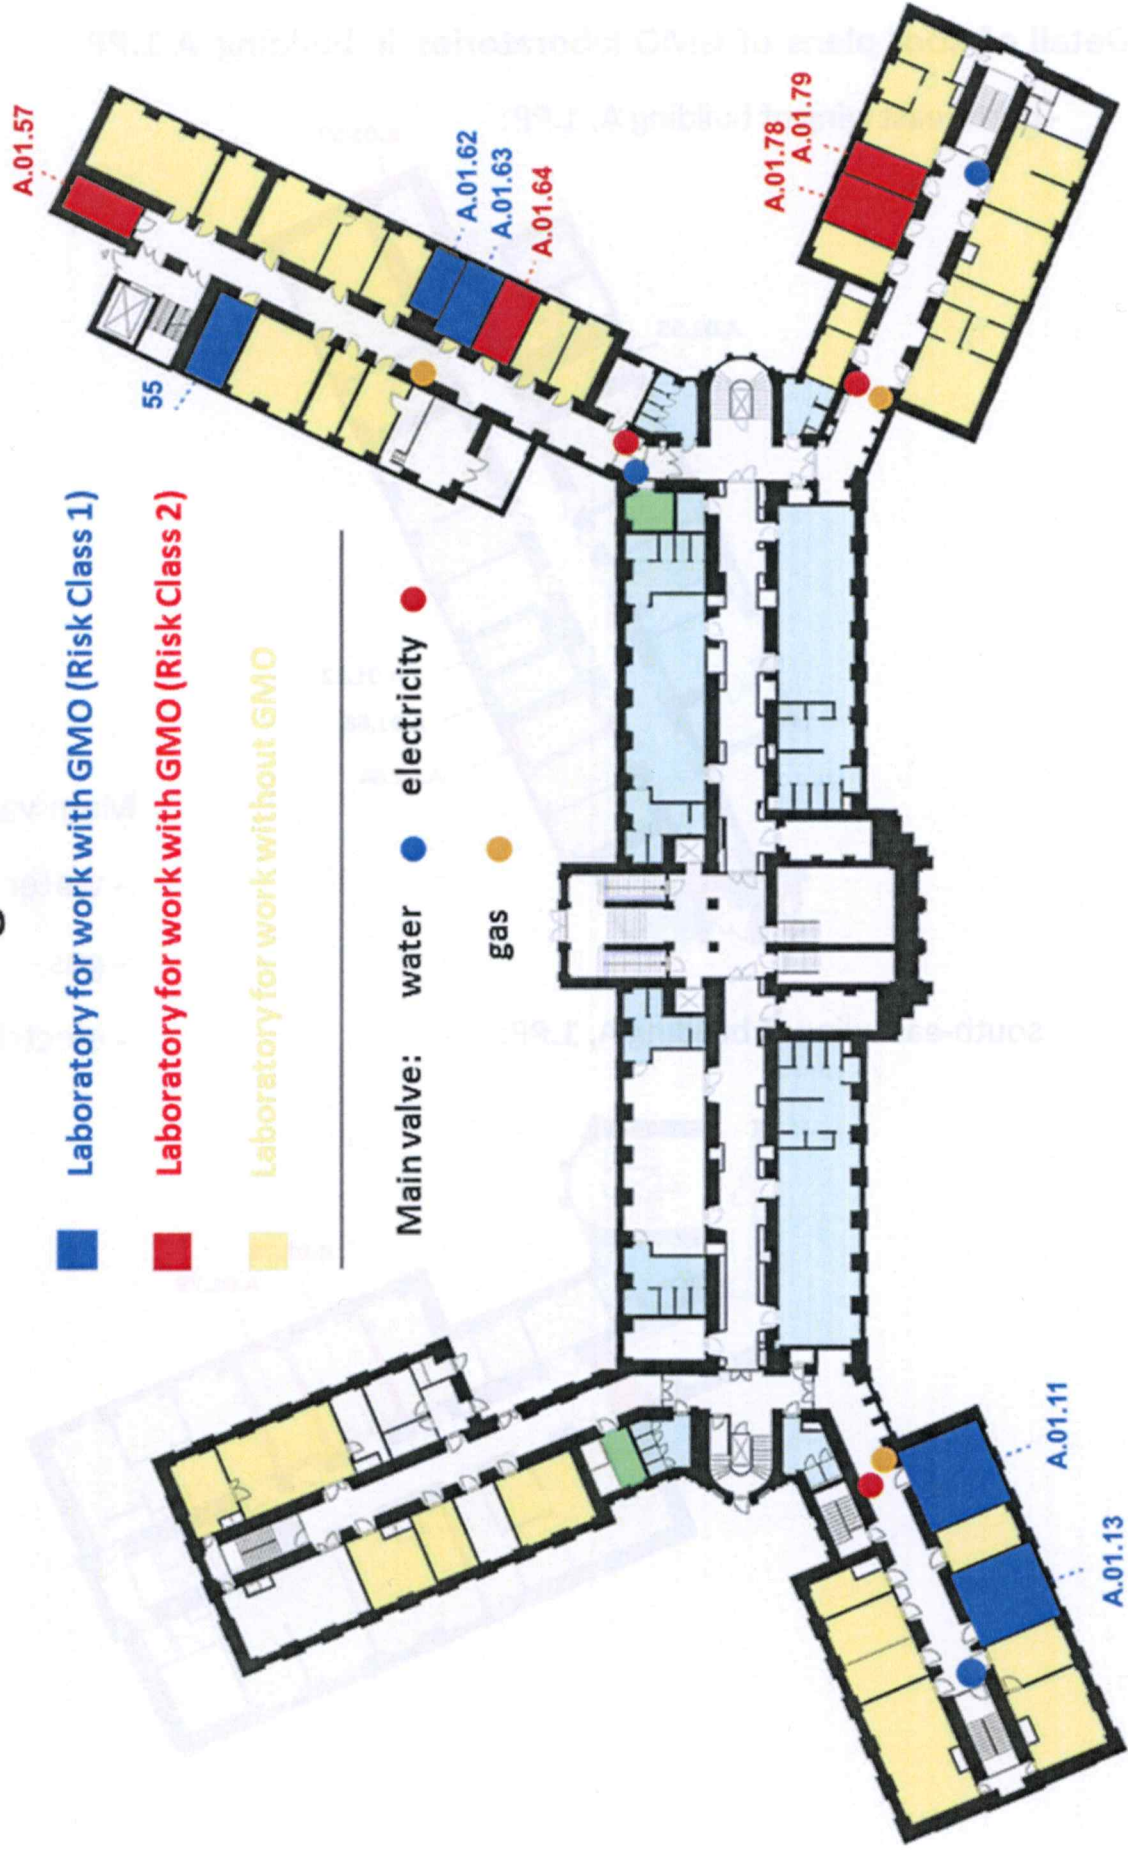 Laboratory for work with GMO (Risk Class 1)
Laboratory for work with GMO (Risk Class 2)
Laboratory for work without GMO
Main valve: water electricity
gas
A.01.57
55
A.01.62
A.01.63
A.01.64
A.01.78
A.01.79
A.01.11
A.01.13